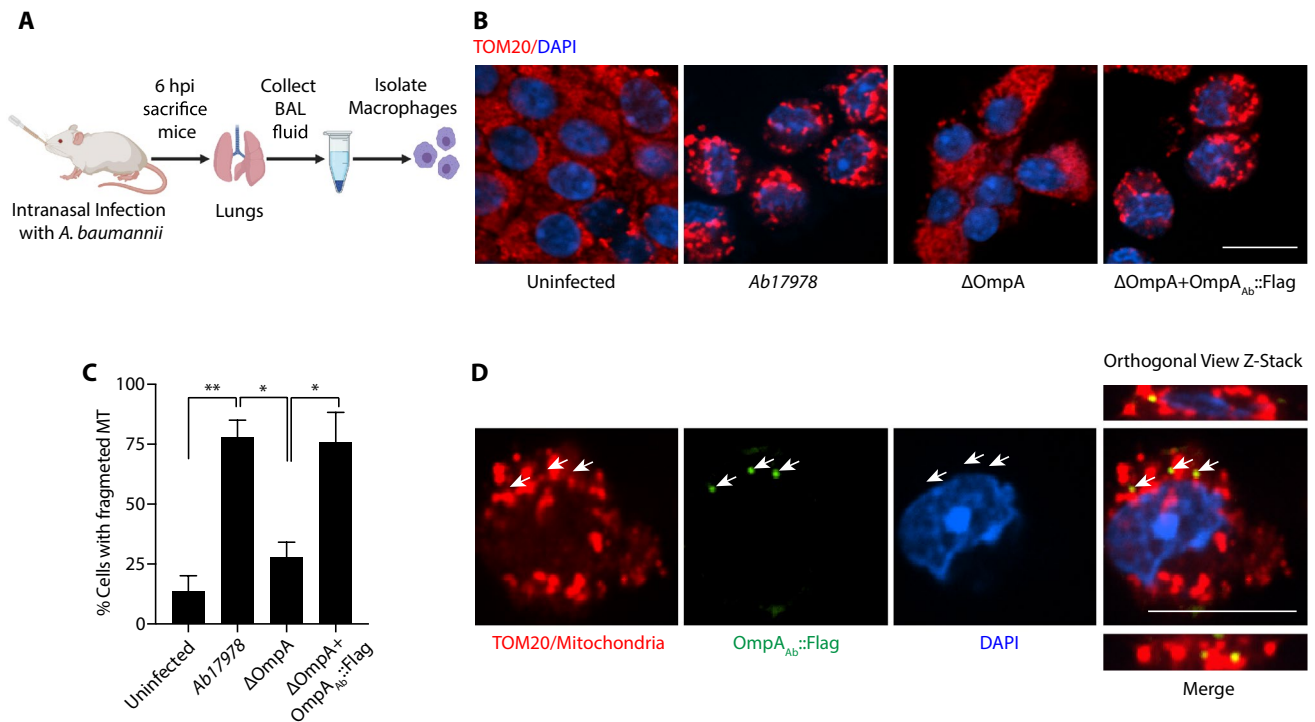 A
6 hpi
sacrifice
mice
Collect
BAL
fluid
Isolate
Macrophages
Intranasal Infection
with A. baumannii
Lungs
B
TOM20/DAPI
Uninfected
Ab17978
ΔOmpA
ΔOmpA+OmpAAb::Flag
C
% Cells with fragmeted MT
100
75
50
25
0
**
*
*
Uninfected
Ab17978
ΔOmpA
ΔOmpA+
OmpAAb::Flag
D
Orthogonal View Z-Stack
TOM20/Mitochondria
OmpAAb::Flag
DAPI
Merge